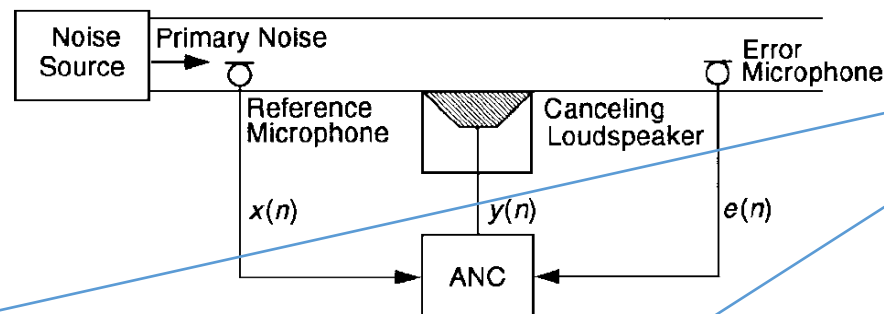 Noise
Source
Primary Noise
Error
Microphone
Reference
Microphone
Canceling
Loudspeaker
x(n)
y(n)
e(n)
ANC